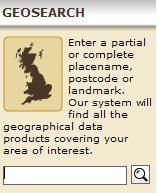 GEOSEARCH
Enter a partial
or complete
placename,
postcode or
landmark.
Our system will
find all the
geographical data
products covering your
area of interest.